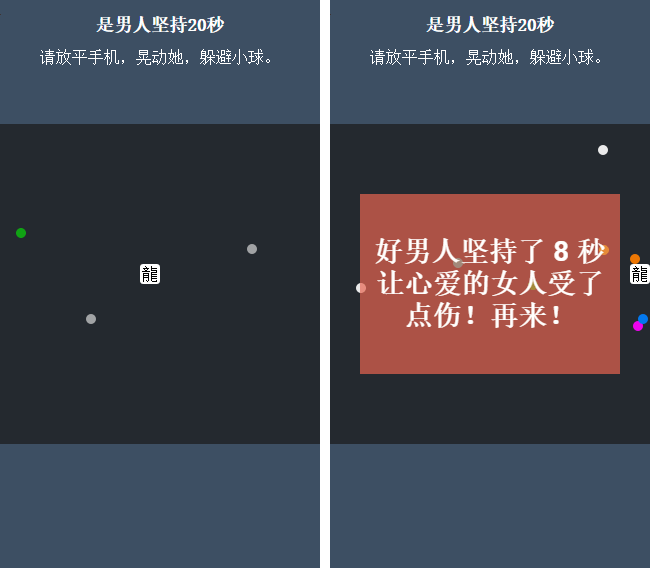 是男人坚持20秒
请放平手机，晃动她，躲避小球。
龍
是男人坚持20秒
请放平手机，晃动她，躲避小球。
好男人坚持了 8 秒
让心爱的女人受了
点伤！再来！
龍